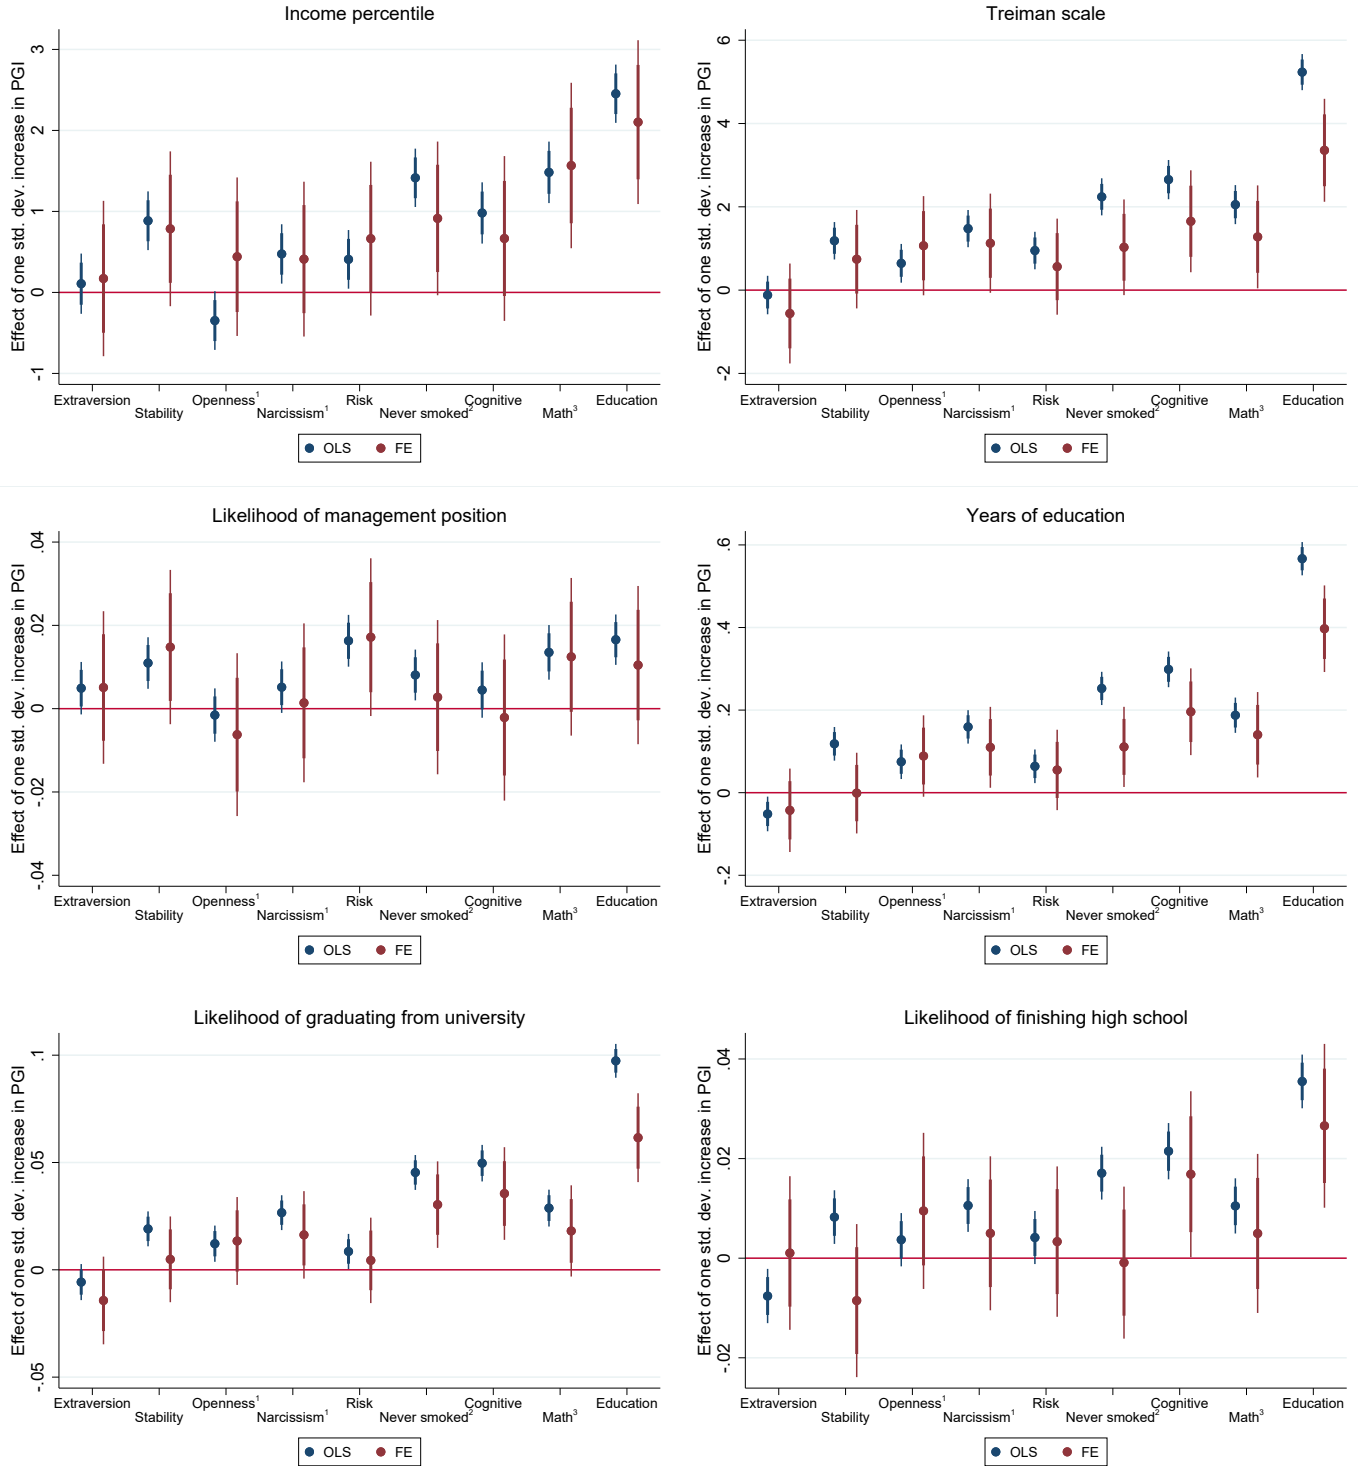 Income percentile
Effect of one std. dev. increase in PGI
3
2
1
0
-1
Extraversion Stability Openness¹ Narcissism¹ Risk Never smoked² Cognitive Math³ Education
OLS FE
Treiman scale
Effect of one std. dev. increase in PGI
6
4
2
0
-2
Extraversion Stability Openness¹ Narcissism¹ Risk Never smoked² Cognitive Math³ Education
OLS FE
Likelihood of management position
Effect of one std. dev. increase in PGI
.04
.02
0
-.02
-.04
Extraversion Stability Openness¹ Narcissism¹ Risk Never smoked² Cognitive Math³ Education
OLS FE
Years of education
Effect of one std. dev. increase in PGI
.6
.4
.2
0
-.2
Extraversion Stability Openness¹ Narcissism¹ Risk Never smoked² Cognitive Math³ Education
OLS FE
Likelihood of graduating from university
Effect of one std. dev. increase in PGI
.1
.05
0
-.05
Extraversion Stability Openness¹ Narcissism¹ Risk Never smoked² Cognitive Math³ Education
OLS FE
Likelihood of finishing high school
Effect of one std. dev. increase in PGI
.04
.02
0
-.02
Extraversion Stability Openness¹ Narcissism¹ Risk Never smoked² Cognitive Math³ Education
OLS FE